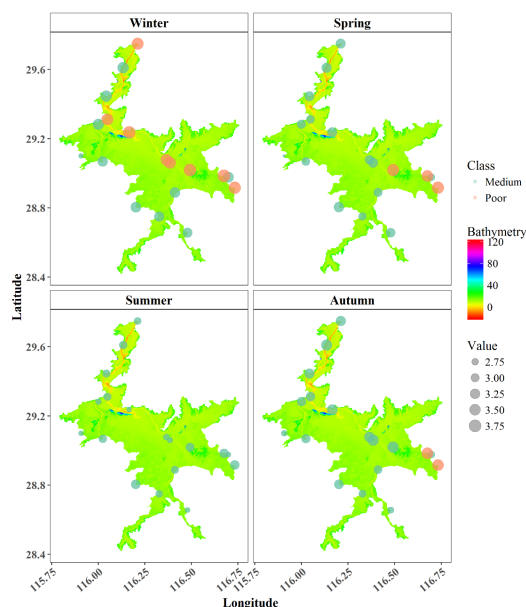 Winter
Spring
29.6
29.2
28.8
28.4
Summer
Autumn
29.6
29.2
28.8
28.4
Latitude
115.75
116.00
116.25
116.50
116.75
115.75
116.00
116.25
116.50
116.75
Longitude
Class
Medium
Poor
Bathymetry
120
80
40
0
Value
2.75
3.00
3.25
3.50
3.75